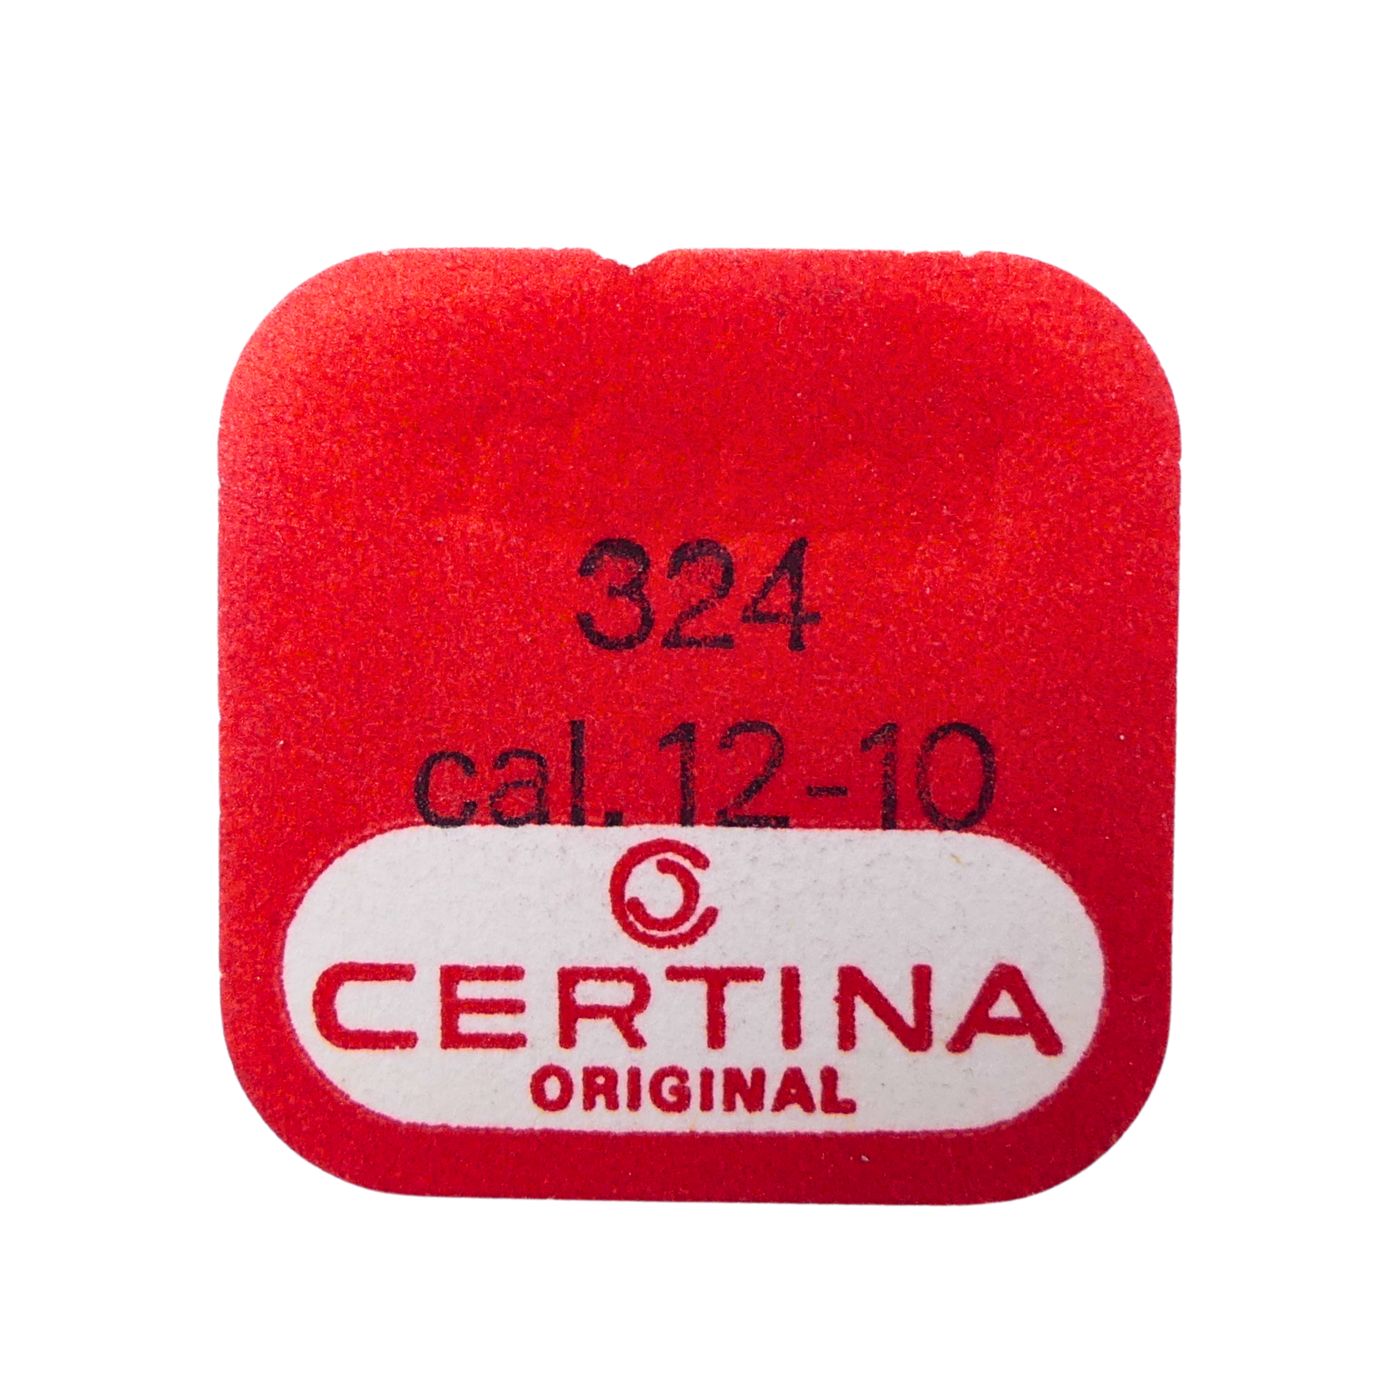 324
cal. 12-10
CERTINA
ORIGINAL